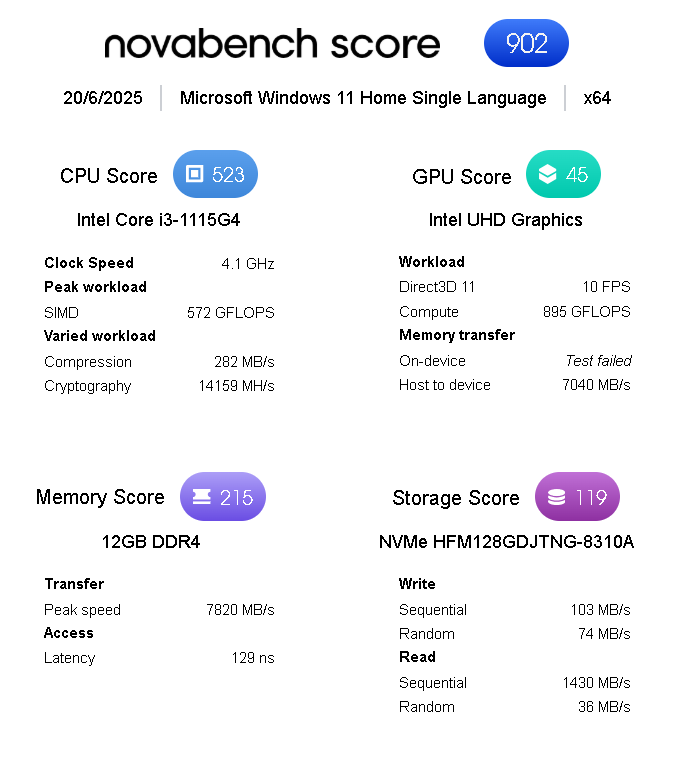 novabench score 902
20/6/2025 Microsoft Windows 11 Home Single Language x64
CPU Score 523
Intel Core i3-1115G4
Clock Speed 4.1 GHz
Peak workload
SIMD 572 GFLOPS
Varied workload
Compression 282 MB/s
Cryptography 14159 MH/s
GPU Score 45
Intel UHD Graphics
Workload
Direct3D 11 10 FPS
Compute 895 GFLOPS
Memory transfer
On-device Test failed
Host to device 7040 MB/s
Memory Score 215
12GB DDR4
Transfer
Peak speed 7820 MB/s
Access
Latency 129 ns
Storage Score 119
NVMe HFM128GDJTNG-8310A
Write
Sequential 103 MB/s
Random 74 MB/s
Read
Sequential 1430 MB/s
Random 36 MB/s